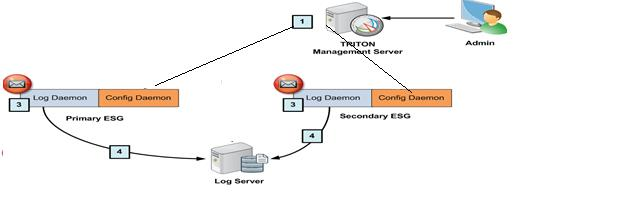 1
TRITON
Management Server
Admin
3
Log Daemon
Config Daemon
Primary ESG
3
Log Daemon
Config Daemon
Secondary ESG
4
4
Log Server